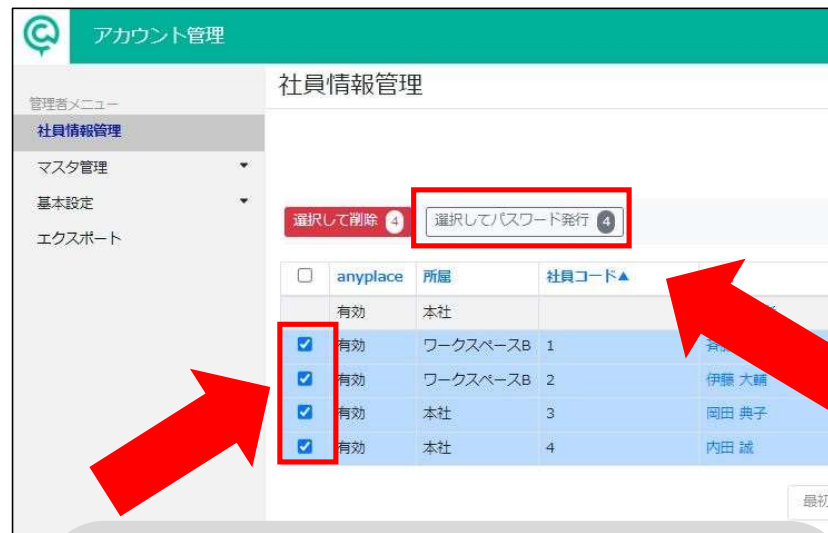 アカウント管理
社員情報管理
管理者メニュー
社員情報管理
マスタ管理
基本設定
エクスポート
選択して削除 4
選択してパスワード発行 4
anyplace 所属 社員コード▲
有効 本社
有効 ワークスペースB 1
有効 ワークスペースB 2 伊藤 大輔
有効 本社 3 岡田 典子
有効 本社 4 内田 誠
最初